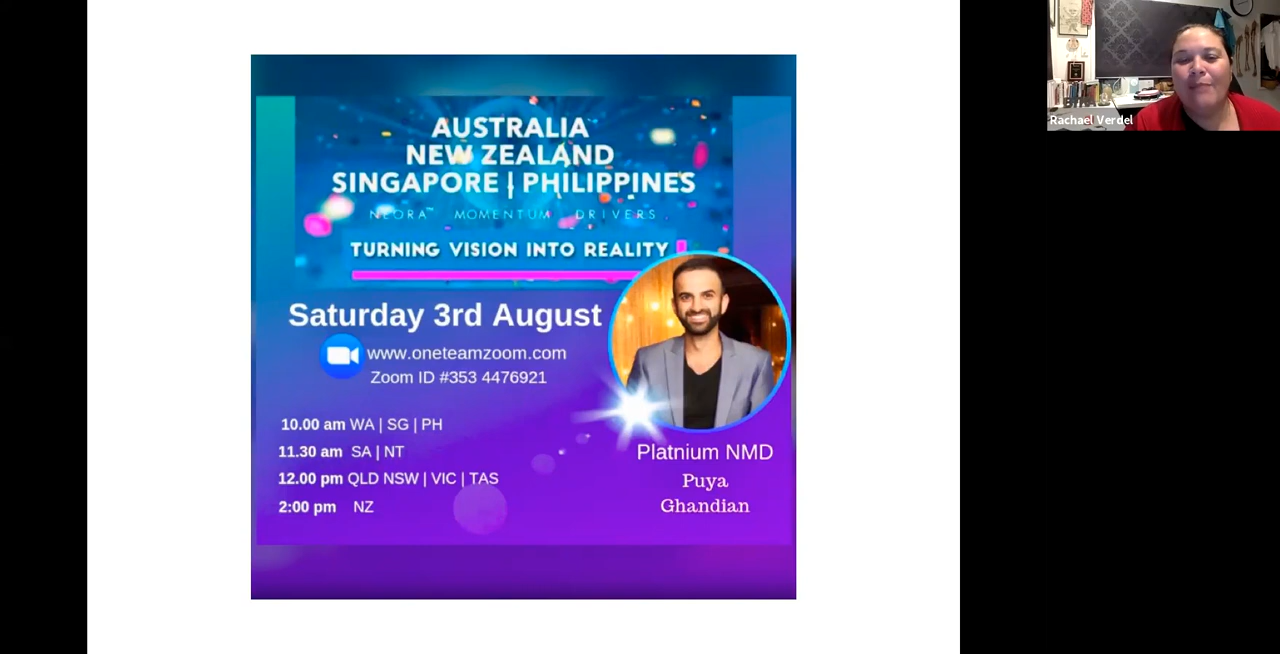 AUSTRALIA
NEW ZEALAND
SINGAPORE | PHILIPPINES
NEORA™ MOMENTUM DRIVERS
TURNING VISION INTO REALITY
Saturday 3rd August
www.oneteamzoom.com
Zoom ID #353 4476921
10.00 am WA | SG | PH
11.30 am SA | NT
12.00 pm QLD NSW | VIC | TAS
2:00 pm NZ
Platnium NMD
Puya
Ghandian
Rachael Verdel